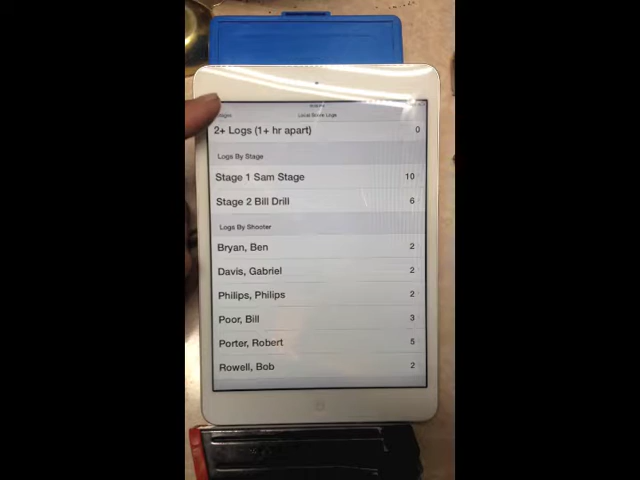 Local Score Logs
2+ Logs (1+ hr apart) 0
Logs By Stage
Stage 1 Sam Stage 10
Stage 2 Bill Drill 6
Logs By Shooter
Bryan, Ben 2
Davis, Gabriel 2
Philips, Philips 2
Poor, Bill 3
Porter, Robert 5
Rowell, Bob 2